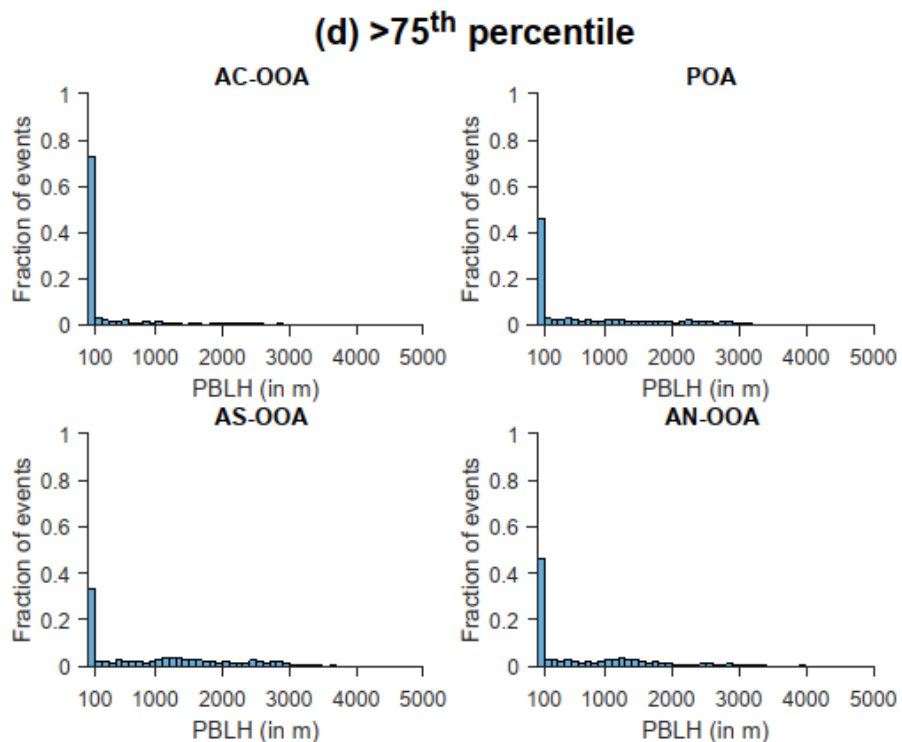 (d) >75th percentile
AC-OOA
Fraction of events
1
0.8
0.6
0.4
0.2
0
100 1000 2000 3000 4000 5000
PBLH (in m)
POA
Fraction of events
1
0.8
0.6
0.4
0.2
0
100 1000 2000 3000 4000 5000
PBLH (in m)
AS-OOA
Fraction of events
1
0.8
0.6
0.4
0.2
0
100 1000 2000 3000 4000 5000
PBLH (in m)
AN-OOA
Fraction of events
1
0.8
0.6
0.4
0.2
0
100 1000 2000 3000 4000 5000
PBLH (in m)